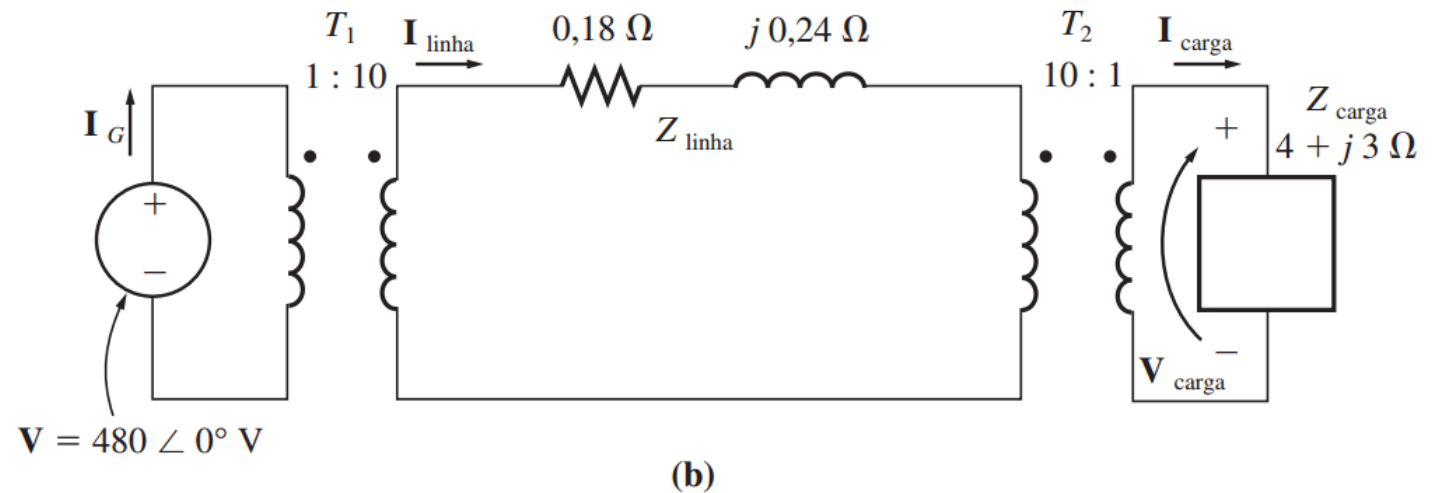 T₁
1 : 10
I linha
0,18 Ω
j 0,24 Ω
T₂
10 : 1
I carga
I G
Z linha
Z carga
4 + j 3 Ω
+
−
+
−
V carga
V = 480 ∠ 0° V
(b)